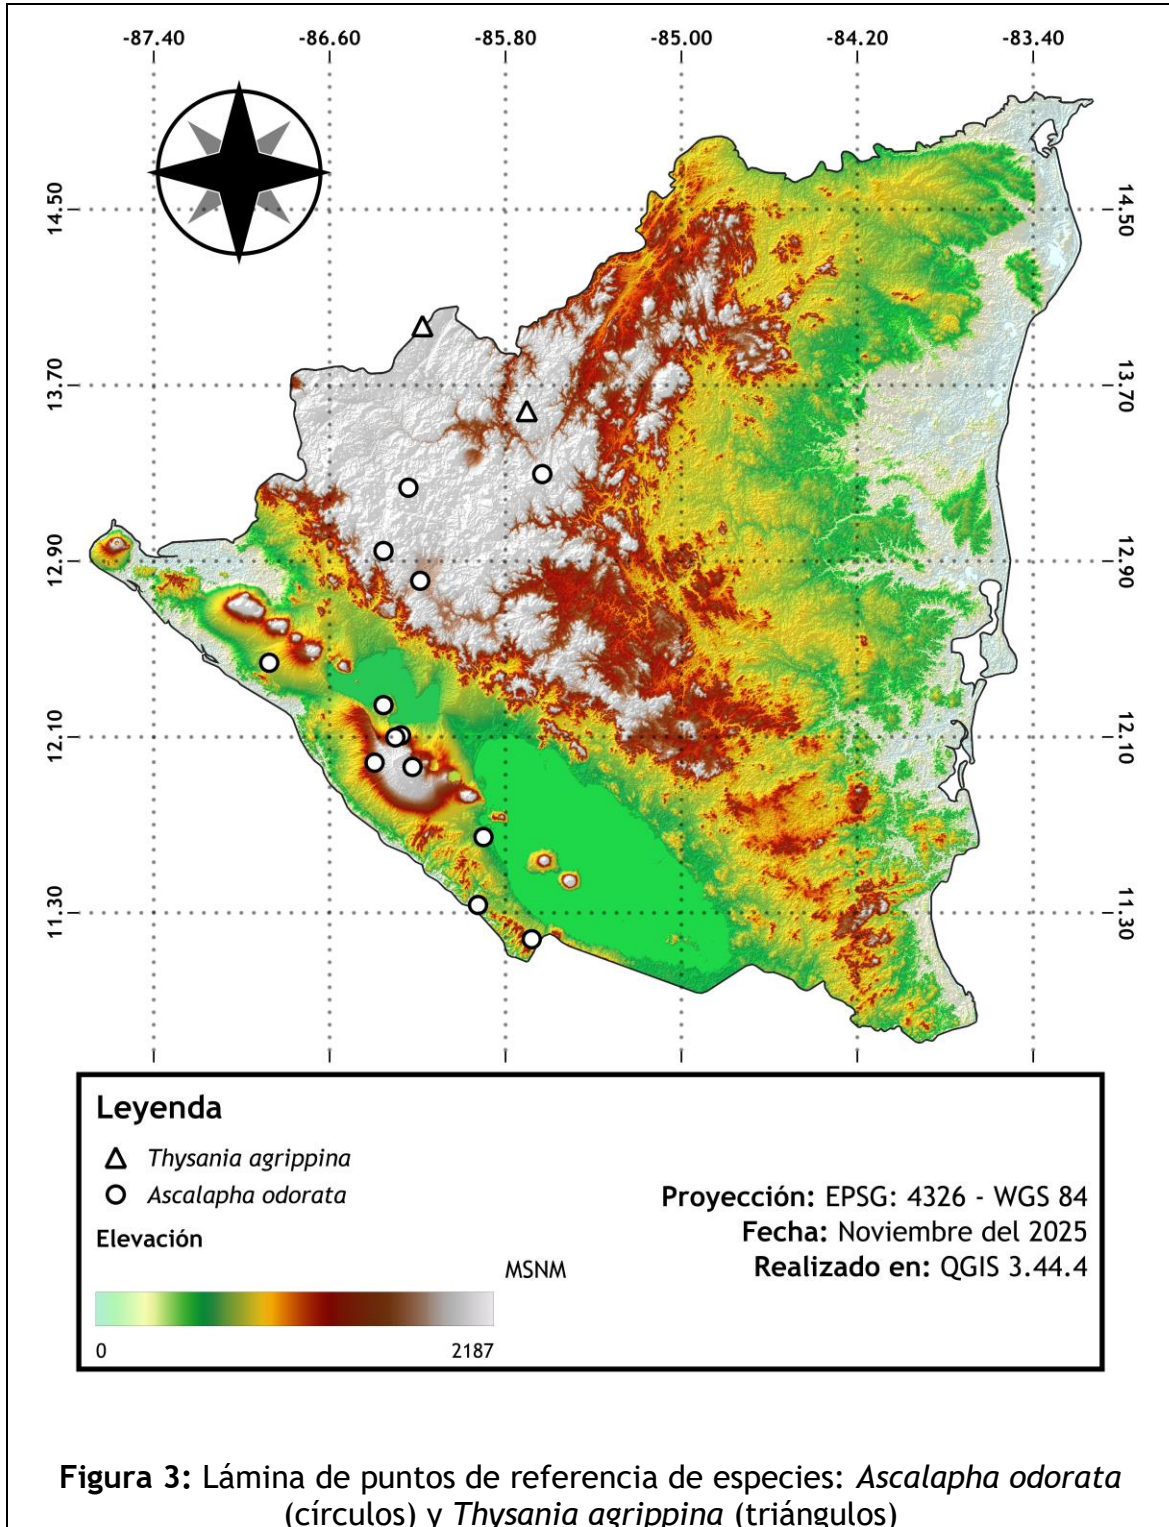 -87.40 -86.60 -85.80 -85.00 -84.20 -83.40
14.50 14.50
13.70 13.70
12.90 12.90
12.10 12.10
11.30 11.30
Leyenda
Thysania agrippina
Ascalapha odorata
Elevación
MSNM
0 2187
Proyección: EPSG: 4326 - WGS 84
Fecha: Noviembre del 2025
Realizado en: QGIS 3.44.4
Figura 3: Lámina de puntos de referencia de especies: Ascalapha odorata
(círculos) y Thysania agrippina (triángulos)